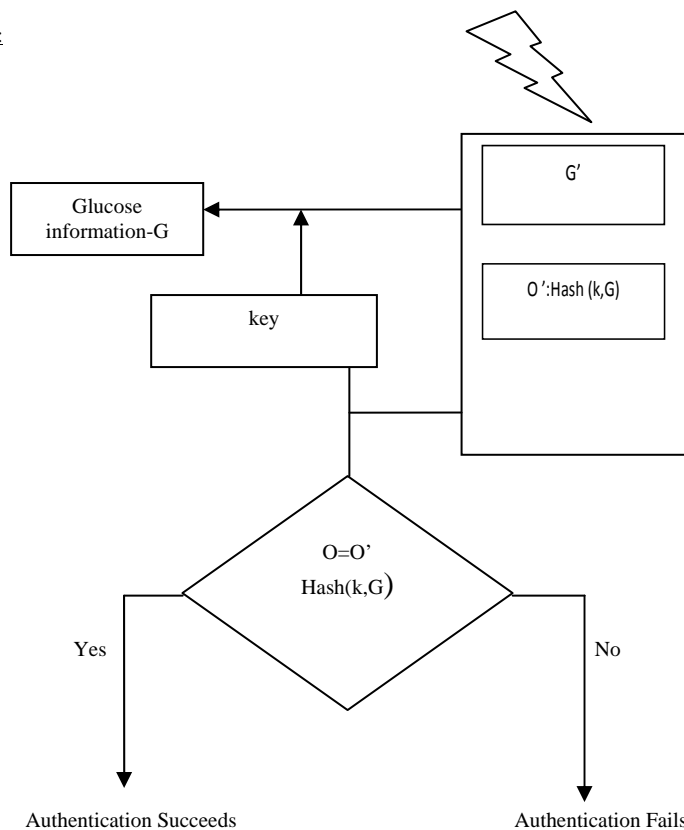 :
G’
Glucose
information-G
O’:Hash (k,G)
key
O=O’
Hash(k,G)
Yes
No
Authentication Succeeds
Authentication Fails